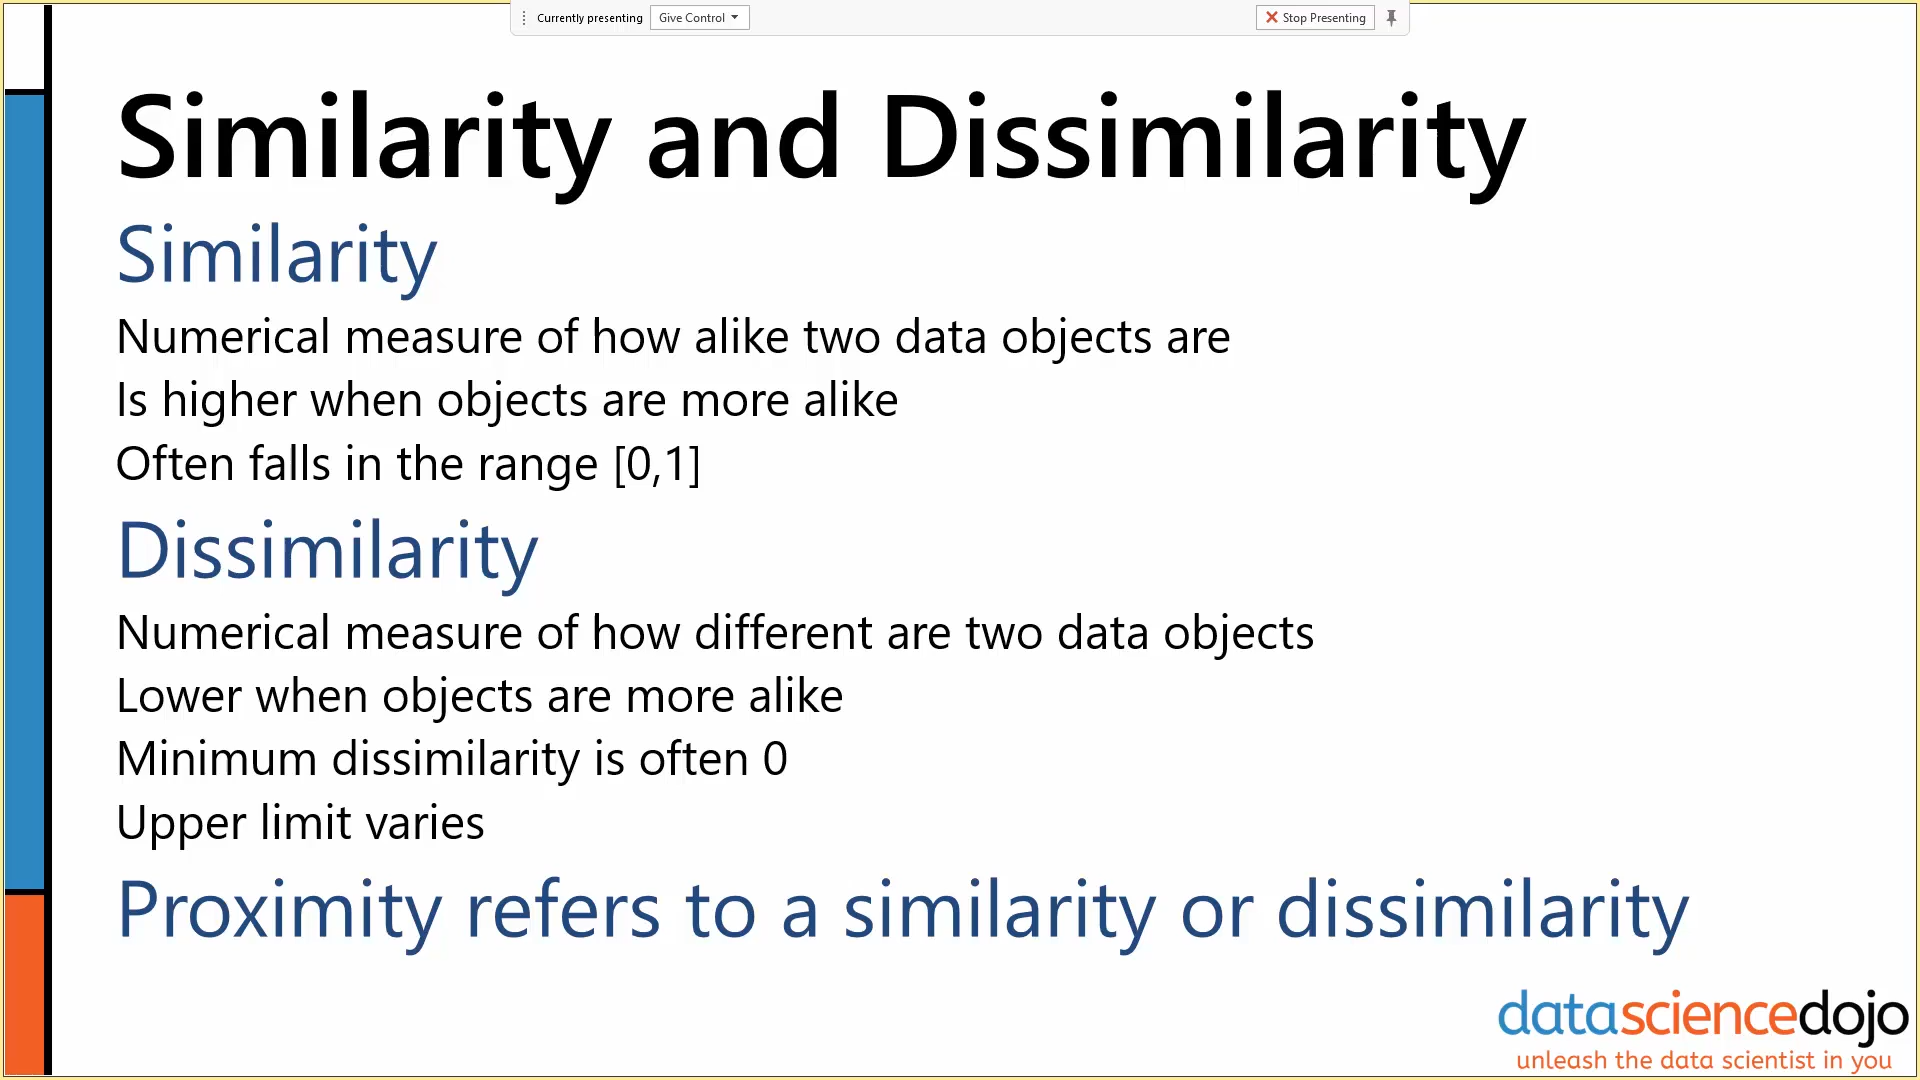 Currently presenting Give Control Stop Presenting
Similarity and Dissimilarity
Similarity
Numerical measure of how alike two data objects are
Is higher when objects are more alike
Often falls in the range [0,1]
Dissimilarity
Numerical measure of how different are two data objects
Lower when objects are more alike
Minimum dissimilarity is often 0
Upper limit varies
Proximity refers to a similarity or dissimilarity
datasciencedojo
unleash the data scientist in you